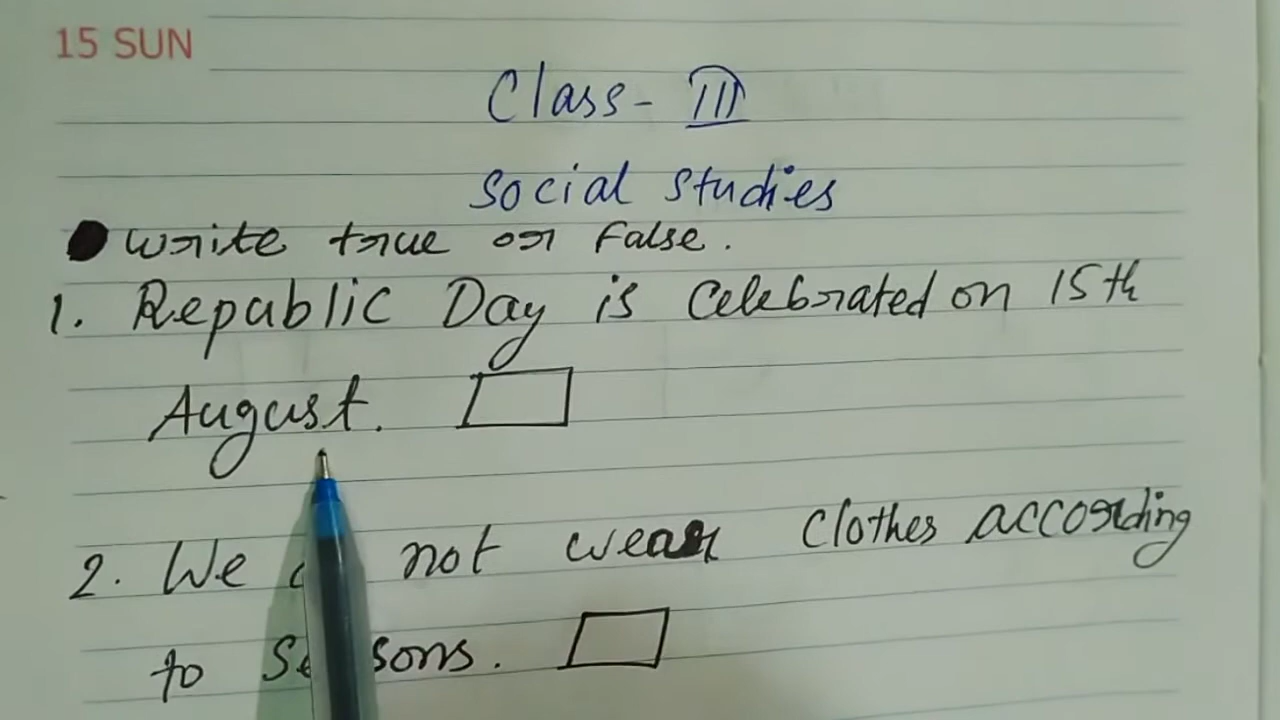 15 SUN
Class- III
Social Studies
● write true or False.
1. Republic Day is Celebrated on 15th
August.
2. We not wear clothes according
to